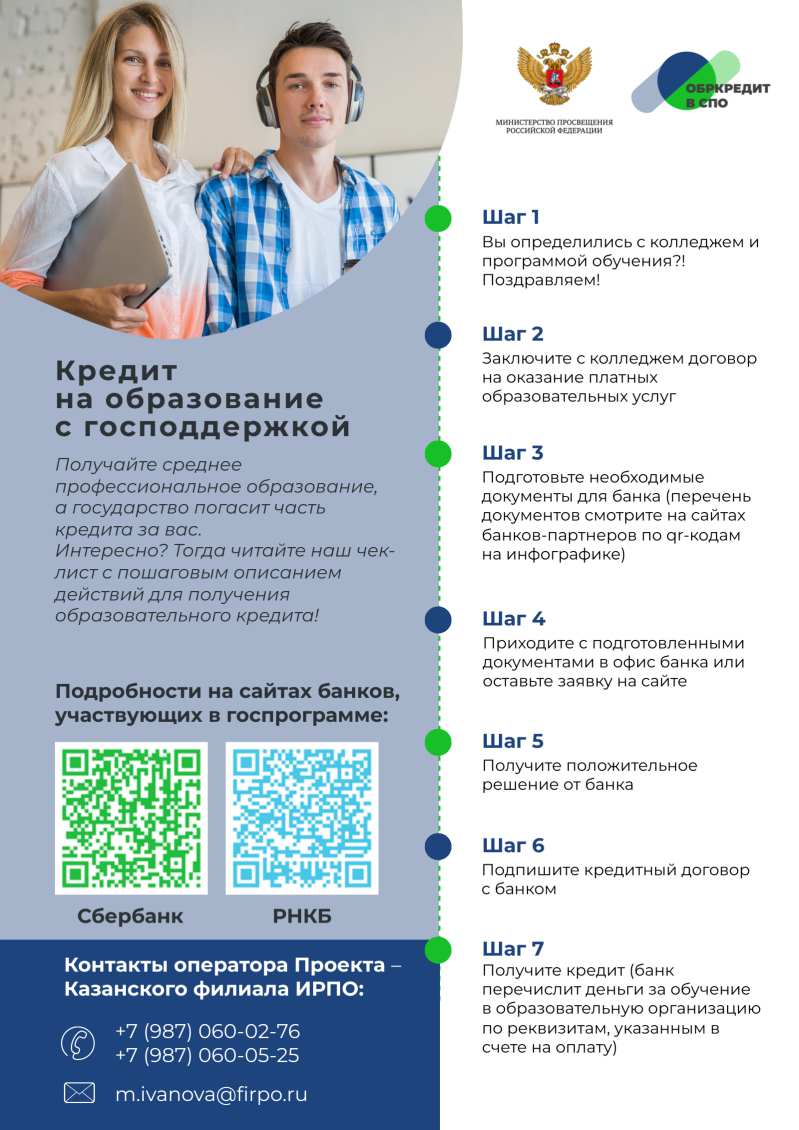 МИНИСТЕРСТВО ПРОСВЕЩЕНИЯ
РОССИЙСКОЙ ФЕДЕРАЦИИ
ОБРКРЕДИТ
В СПО
Кредит
на образование
с господдержкой
Получайте среднее
профессиональное образование,
а государство погасит часть
кредита за вас.
Интересно? Тогда читайте наш чек-
лист с пошаговым описанием
действий для получения
образовательного кредита!
Подробности на сайтах банков,
участвующих в госпрограмме:
Сбербанк
РНКБ
Контакты оператора Проекта –
Казанского филиала ИРПО:
+7 (987) 060-02-76
+7 (987) 060-05-25
m.ivanova@firpo.ru
Шаг 1
Вы определились с колледжем и
программой обучения?!
Поздравляем!
Шаг 2
Заключите с колледжем договор
на оказание платных
образовательных услуг
Шаг 3
Подготовьте необходимые
документы для банка (перечень
документов смотрите на сайтах
банков-партнеров по qr-кодам
на инфографике)
Шаг 4
Приходите с подготовленными
документами в офис банка или
оставьте заявку на сайте
Шаг 5
Получите положительное
решение от банка
Шаг 6
Подпишите кредитный договор
с банком
Шаг 7
Получите кредит (банк
перечислит деньги за обучение
в образовательную организацию
по реквизитам, указанным в
счете на оплату)